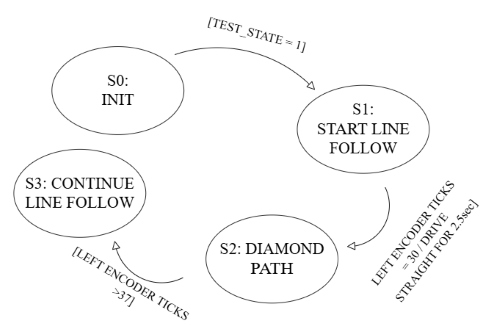 [TEST_STATE = 1]
S0:
INIT
S1:
START LINE
FOLLOW
S3: CONTINUE
LINE FOLLOW
LEFT ENCODER TICKS
= 30 / DRIVE
STRAIGHT FOR 2.5sec]
S2: DIAMOND
PATH
[LEFT ENCODER TICKS
>37]